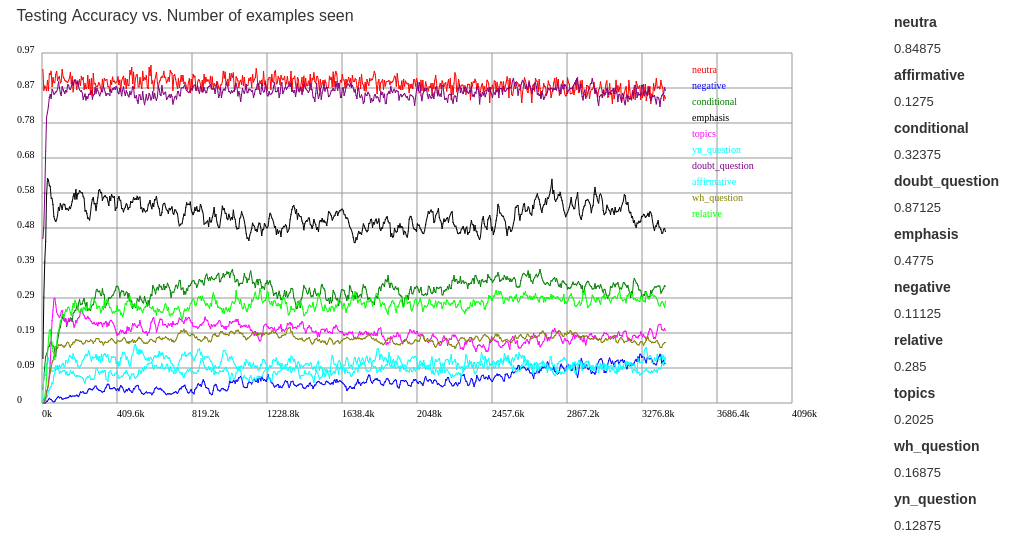 Testing Accuracy vs. Number of examples seen
0.97
0.87
0.78
0.68
0.58
0.48
0.39
0.29
0.19
0.09
0
0k 409.6k 819.2k 1228.8k 1638.4k 2048k 2457.6k 2867.2k 3276.8k 3686.4k 4096k
neutra
negative
conditional
emphasis
topics
yn_question
doubt_question
affirmative
wh_question
relative
neutra
0.84875
affirmative
0.1275
conditional
0.32375
doubt_question
0.87125
emphasis
0.4775
negative
0.11125
relative
0.285
topics
0.2025
wh_question
0.16875
yn_question
0.12875